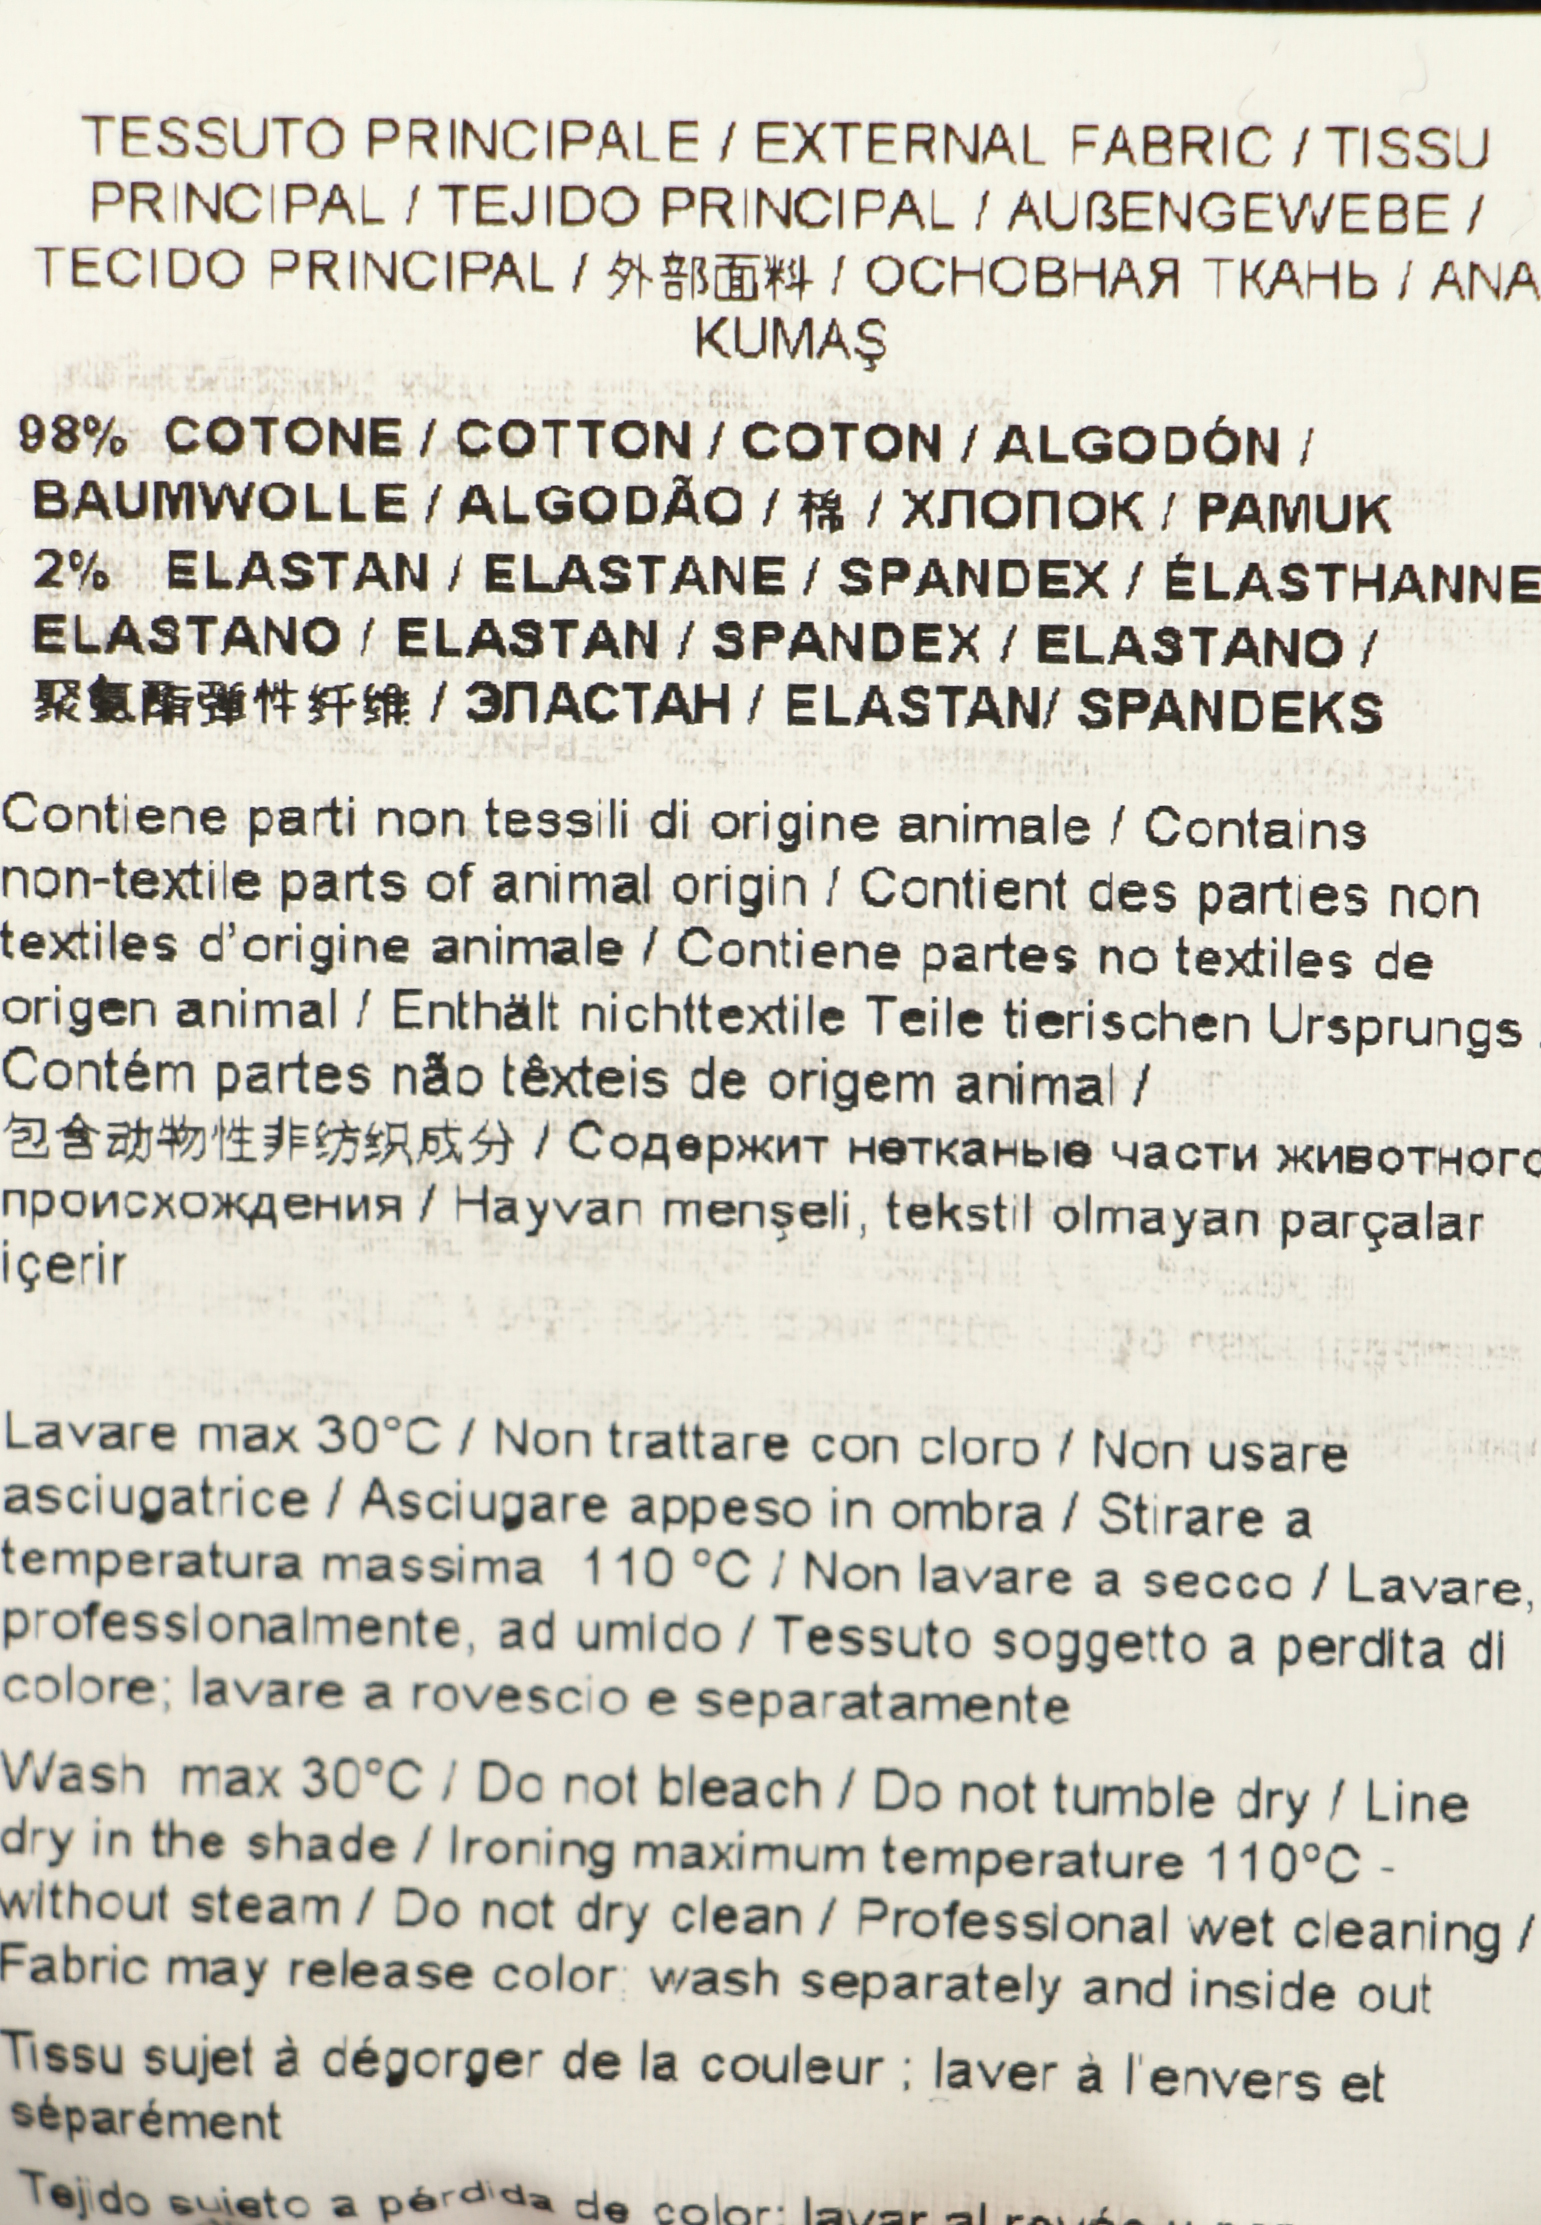 TESSUTO PRINCIPALE / EXTERNAL FABRIC / TISSU
PRINCIPAL / TEJIDO PRINCIPAL / AUßENGEWEBE /
TECIDO PRINCIPAL / 外部面料 / ОСНОВНАЯ ТКАНЬ / ANA
KUMAŞ
98% COTONE / COTTON / COTON / ALGODÓN /
BAUMWOLLE / ALGODÃO / 棉 / ХЛОПОК / PAMUK
2% ELASTAN / ELASTANE / SPANDEX / ÉLASTHANNE
ELASTANO / ELASTAN / SPANDEX / ELASTANO /
聚氨酯弹性纤维 / ЭЛАСТАН / ELASTAN/ SPANDEKS
Contiene parti non tessili di origine animale / Contains
non-textile parts of animal origin / Contient des parties non
textiles d’origine animale / Contiene partes no textiles de
origen animal / Enthält nichttextile Teile tierischen Ursprungs
Contém partes não têxteis de origem animal /
包含动物性非纺织成分 / Содержит нетканые части животного
происхождения / Hayvan menşeli, tekstil olmayan parçalar
içerir
Lavare max 30°C / Non trattare con cloro / Non usare
asciugatrice / Asciugare appeso in ombra / Stirare a
temperatura massima 110 °C / Non lavare a secco / Lavare,
professionalmente, ad umido / Tessuto soggetto a perdita di
colore; lavare a rovescio e separatamente
Wash max 30°C / Do not bleach / Do not tumble dry / Line
dry in the shade / Ironing maximum temperature 110°C -
without steam / Do not dry clean / Professional wet cleaning /
Fabric may release color; wash separately and inside out
Tissu sujet à dégorger de la couleur ; laver à l'envers et
séparément
Tejido sujeto a pérdida de color; lavar al revés y